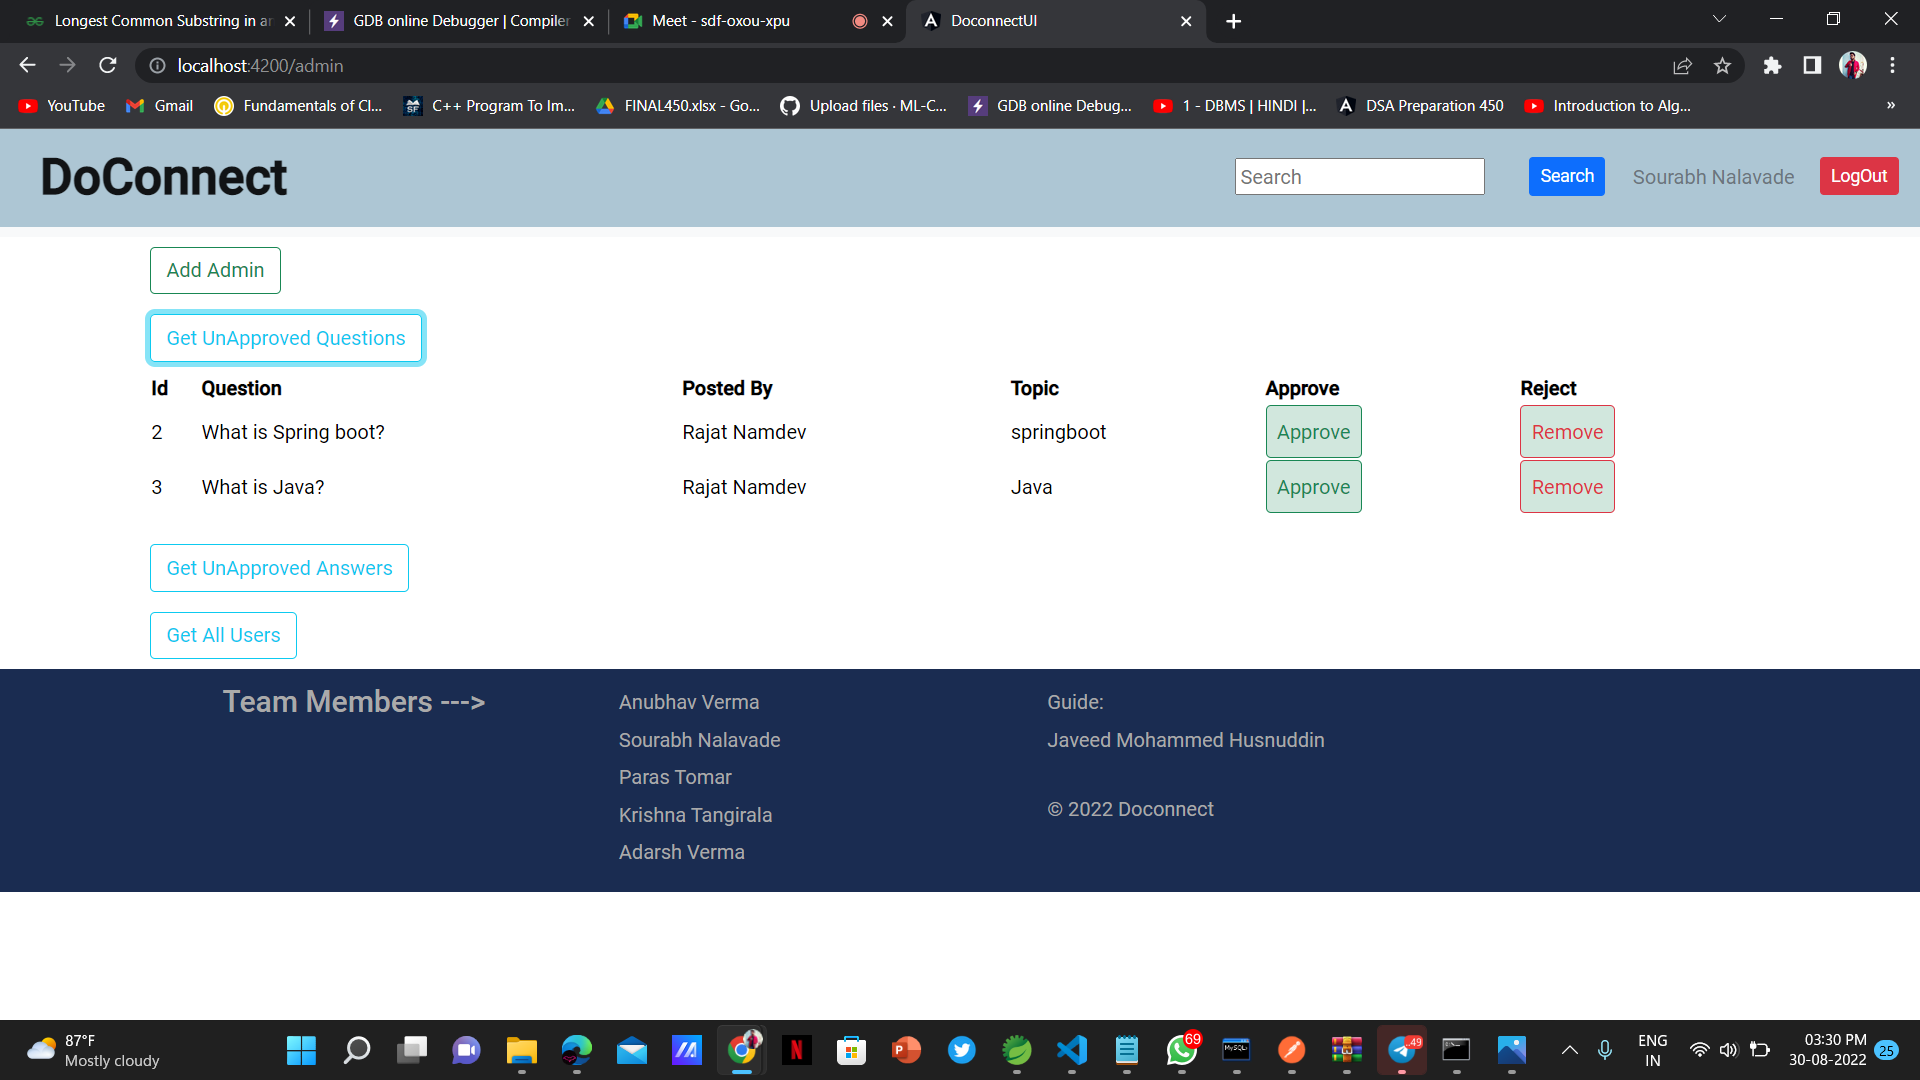 Longest Common Substring in ar
GDB online Debugger | Compiler
Meet - sdf-oxou-xpu
DoconnectUI
localhost:4200/admin
YouTube
Gmail
Fundamentals of Cl...
C++ Program To Im...
FINAL450.xlsx - Go...
Upload files · ML-C...
GDB online Debug...
1 - DBMS | HINDI |...
DSA Preparation 450
Introduction to Alg...
»
DoConnect
Search
Search
Sourabh Nalavade
LogOut
Add Admin
Get UnApproved Questions
Id Question Posted By Topic Approve Reject
2 What is Spring boot? Rajat Namdev springboot Approve Remove
3 What is Java? Rajat Namdev Java Approve Remove
Get UnApproved Answers
Get All Users
Team Members --->
Anubhav Verma
Sourabh Nalavade
Paras Tomar
Krishna Tangirala
Adarsh Verma
Guide:
Javeed Mohammed Husnuddin
© 2022 Doconnect
87°F
Mostly cloudy
69
MySQL
.49
ENG
IN
03:30 PM
30-08-2022
25